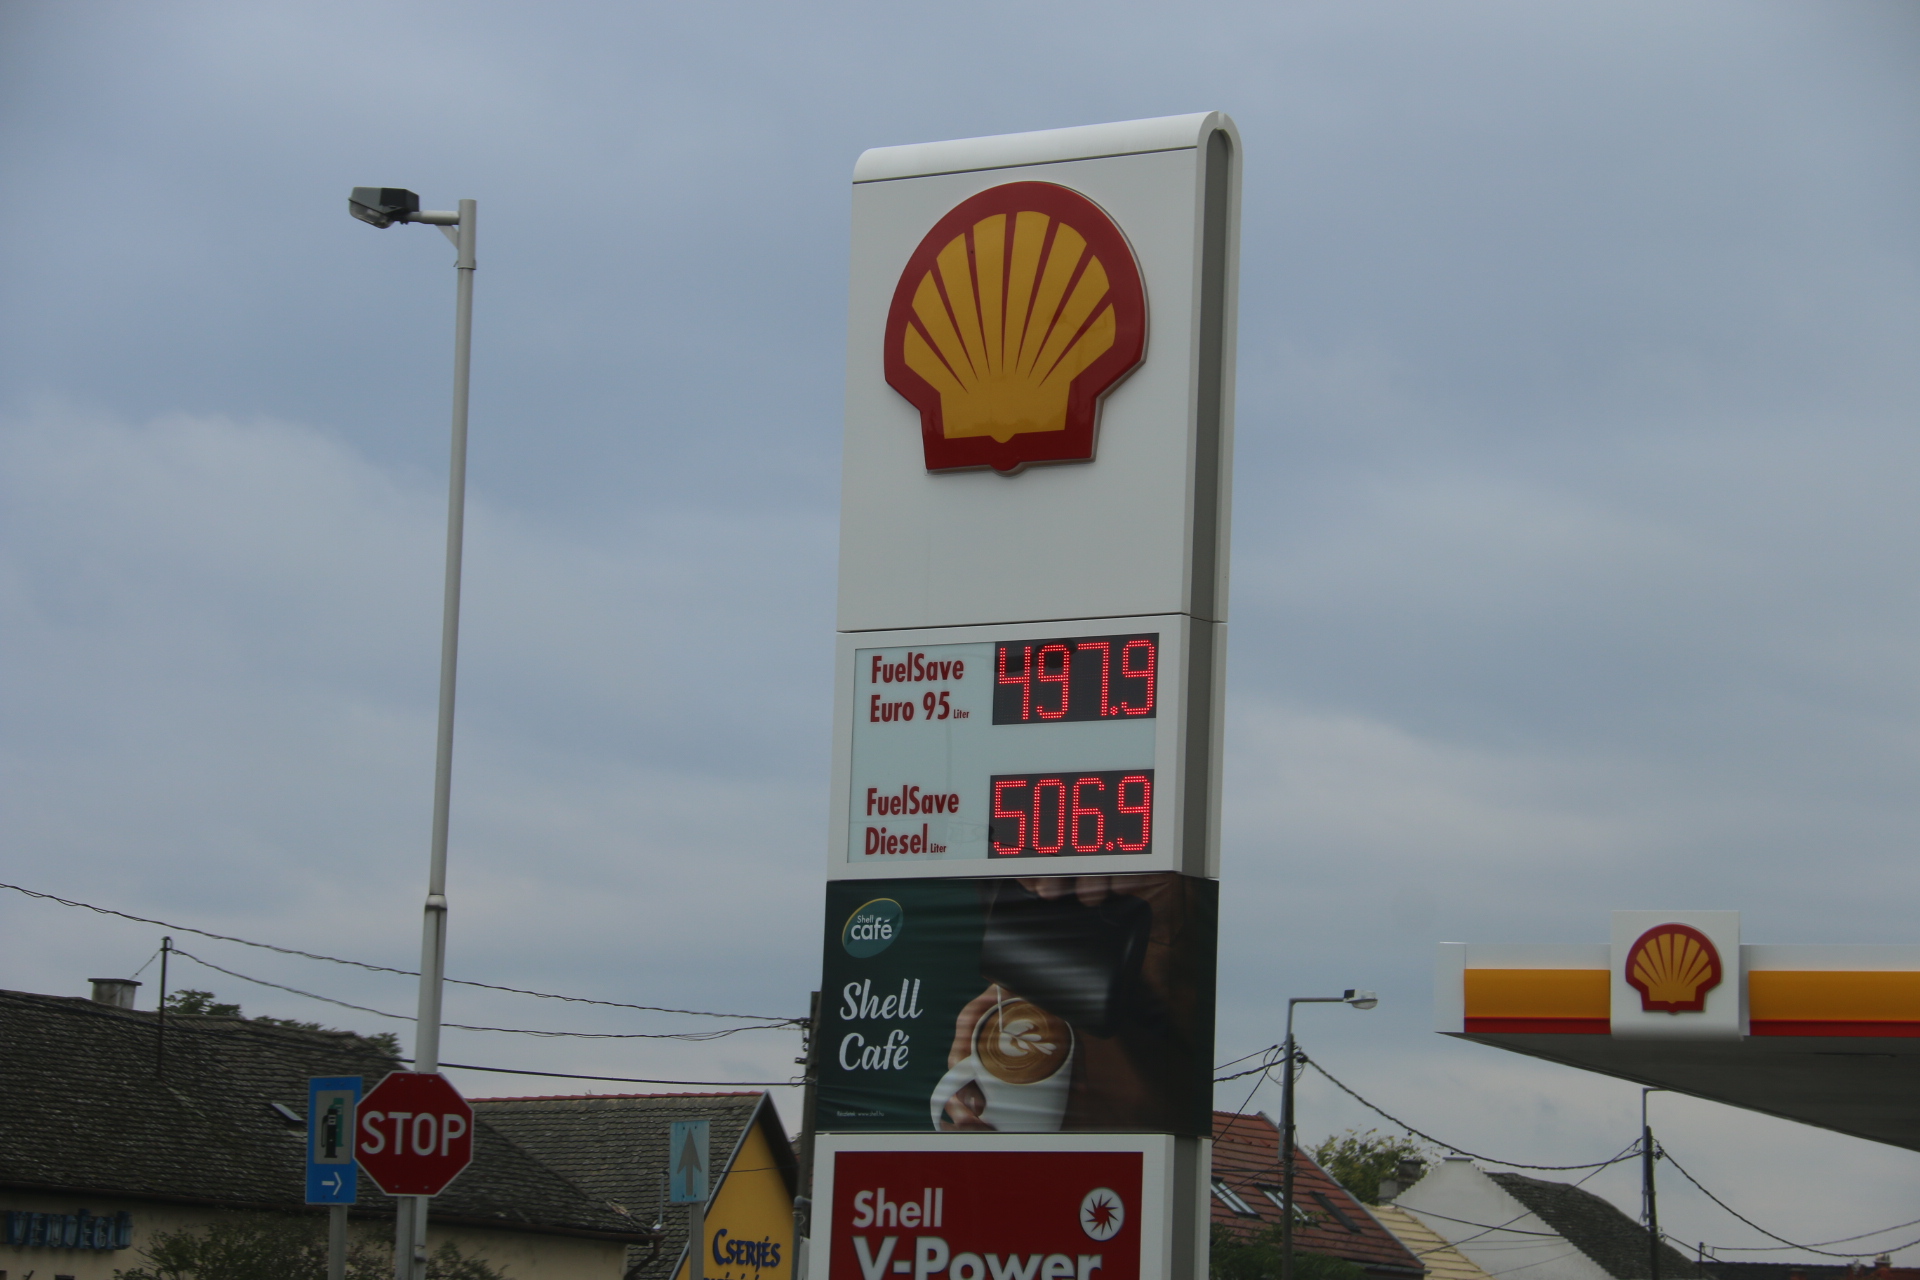 FuelSave
Euro 95 Liter
497.9
FuelSave
Diesel Liter
506.9
Shell
café
Shell
Café
STOP
Shell
V-Power
CSERJÉS